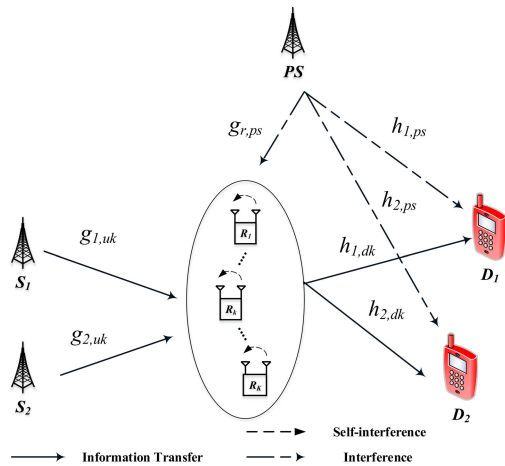 PS
g_{r,ps}
h_{1,ps}
h_{2,ps}
g_{1,uk}
R_1
h_{1,dk}
S_1
D_1
R_k
h_{2,dk}
g_{2,uk}
R_K
S_2
D_2
Self-interference
Information Transfer
Interference